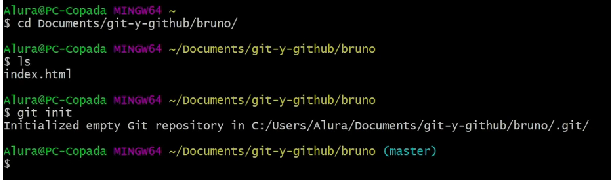 Alura@PC-Copada MINGW64 ~
$ cd Documents/git-y-github/bruno/
Alura@PC-Copada MINGW64 ~/Documents/git-y-github/bruno
$ ls
index.html
Alura@PC-Copada MINGW64 ~/Documents/git-y-github/bruno
$ git init
Initialized empty Git repository in C:/Users/Alura/Documents/git-y-github/bruno/.git/
Alura@PC-Copada MINGW64 ~/Documents/git-y-github/bruno (master)
$